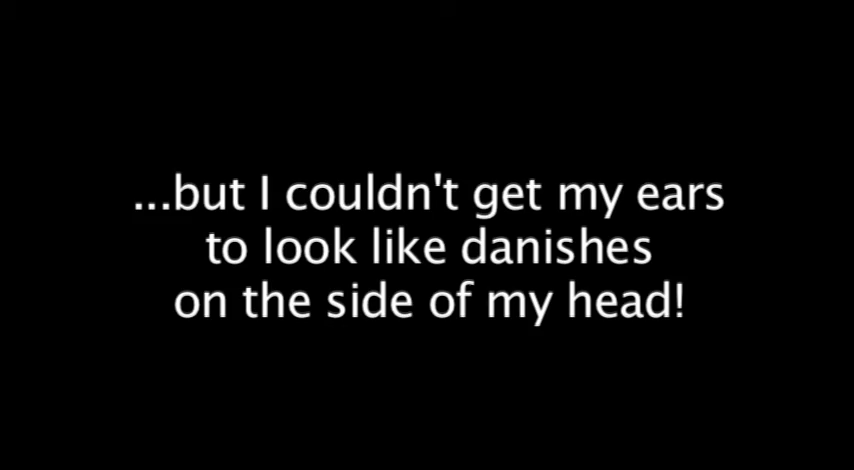 ...but I couldn't get my ears
to look like danishes
on the side of my head!